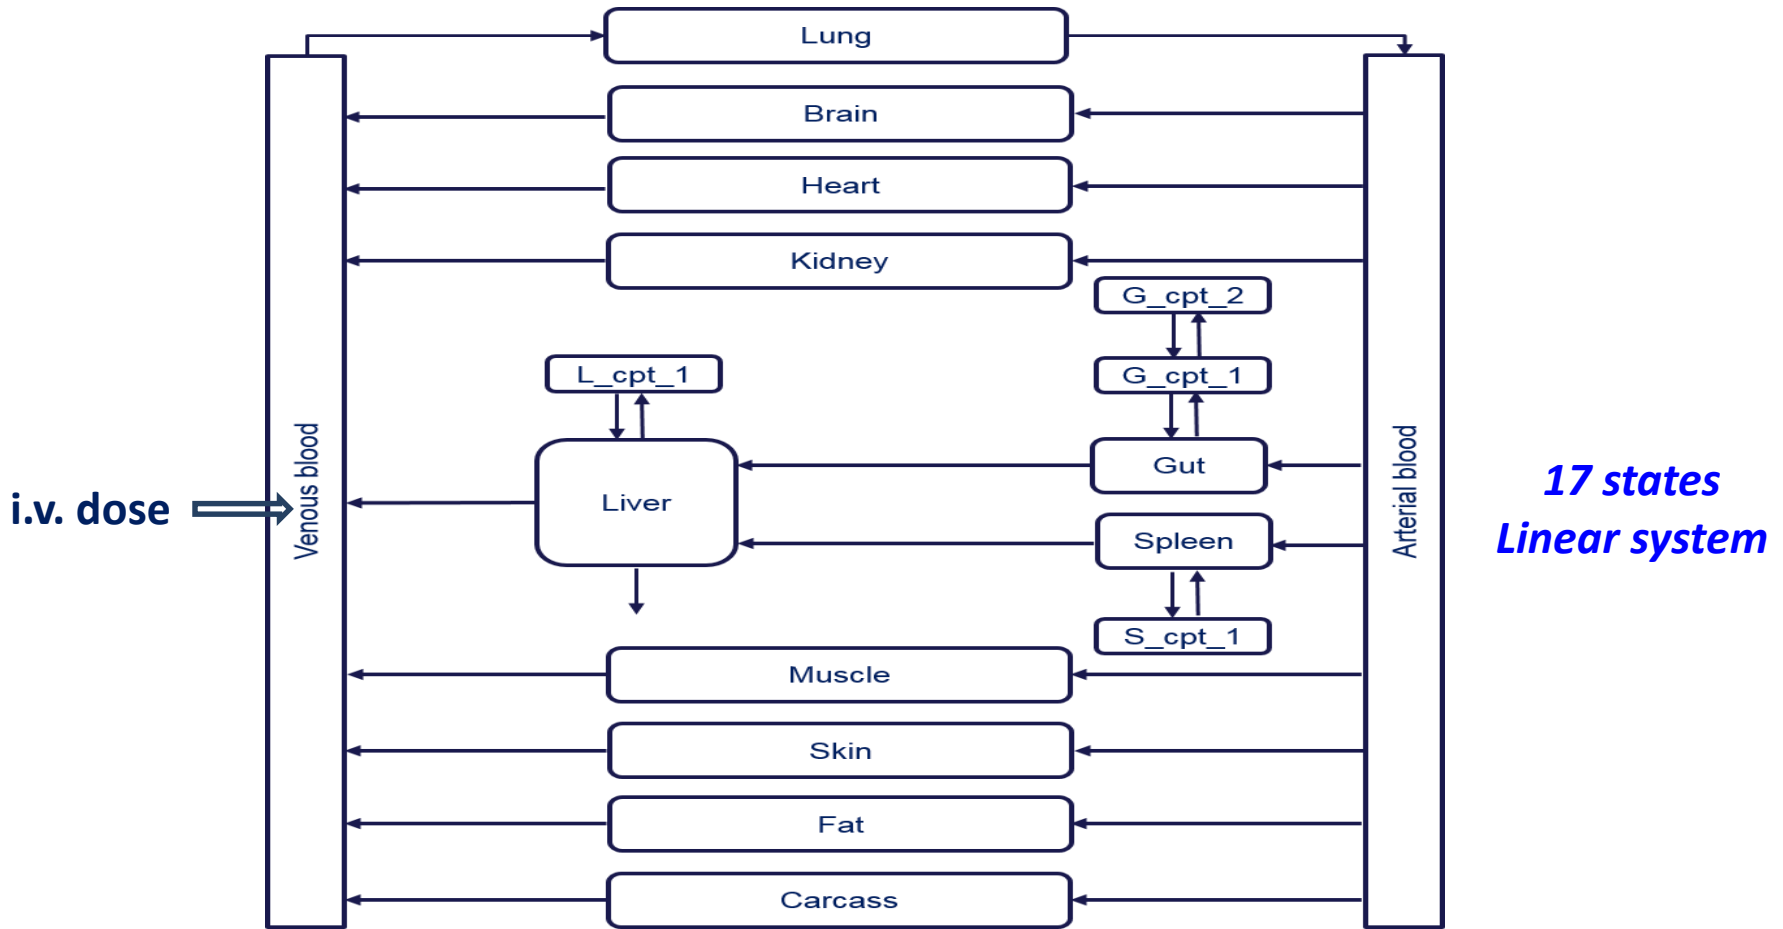 Lung
Brain
Heart
Kidney
G_cpt_2
L_cpt_1
G_cpt_1
Gut
Liver
Spleen
S_cpt_1
i.v. dose
Venous blood
Arterial blood
17 states
Linear system
Muscle
Skin
Fat
Carcass